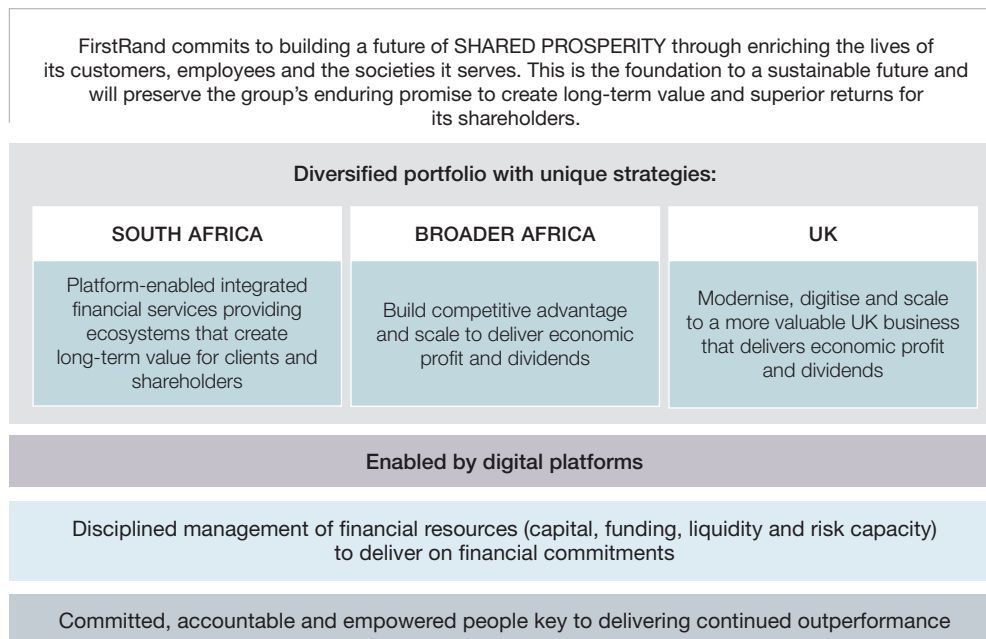 FirstRand commits to building a future of SHARED PROSPERITY through enriching the lives of
its customers, employees and the societies it serves. This is the foundation to a sustainable future and
will preserve the group's enduring promise to create long-term value and superior returns for
its shareholders.
Diversified portfolio with unique strategies:
SOUTH AFRICA
Platform-enabled integrated
financial services providing
ecosystems that create
long-term value for clients and
shareholders
BROADER AFRICA
Build competitive advantage
and scale to deliver economic
profit and dividends
UK
Modernise, digitise and scale
to a more valuable UK business
that delivers economic profit
and dividends
Enabled by digital platforms
Disciplined management of financial resources (capital, funding, liquidity and risk capacity)
to deliver on financial commitments
Committed, accountable and empowered people key to delivering continued outperformance